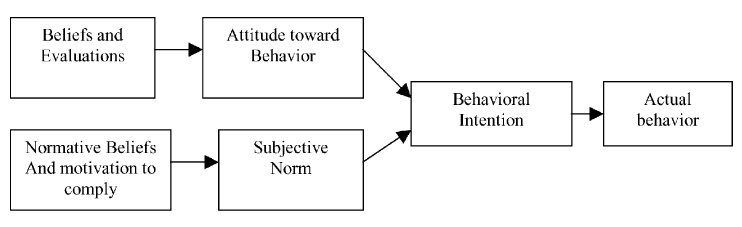 Beliefs and
Evaluations
Attitude toward
Behavior
Behavioral
Intention
Actual
behavior
Normative Beliefs
And motivation to
comply
Subjective
Norm